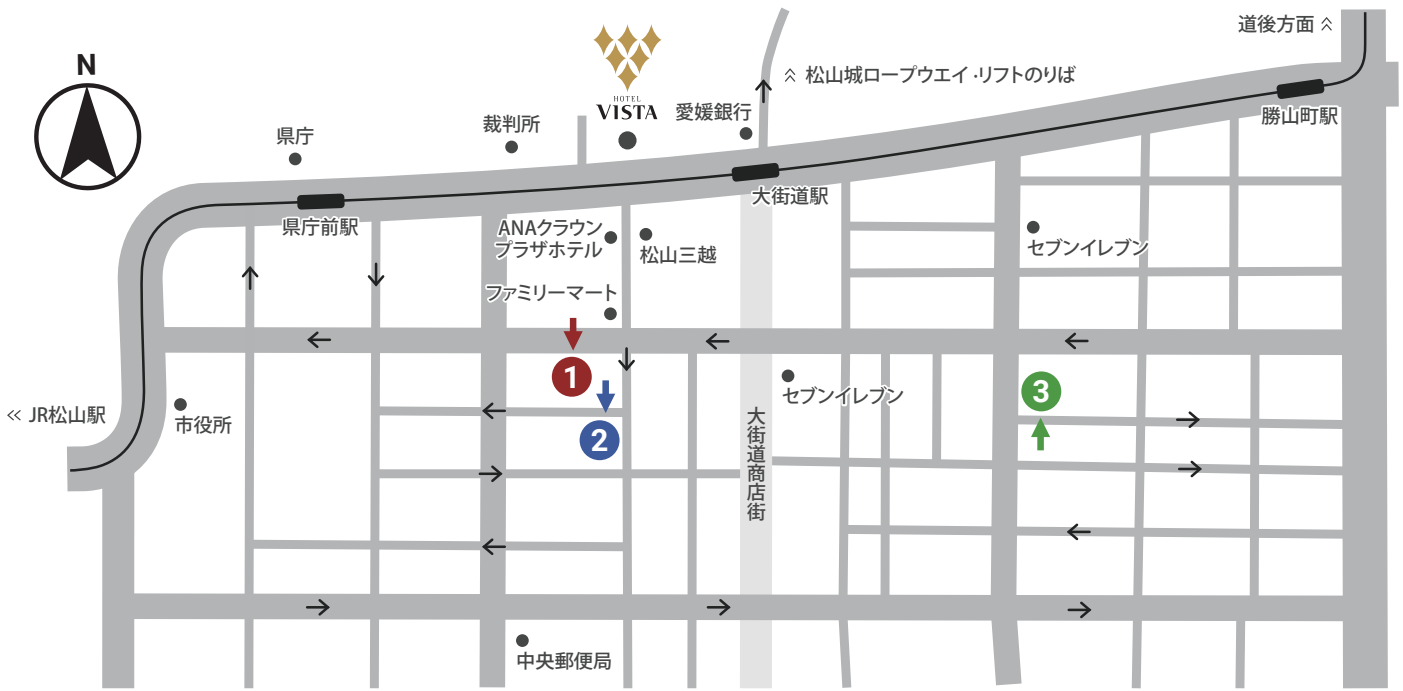 道後方面
N
松山城ロープウエイ・リフトのりば
HOTEL
VISTA
愛媛銀行
裁判所
県庁
勝山町駅
大街道駅
県庁前駅
ANAクラウン
プラザホテル
松山三越
セブンイレブン
ファミリーマート
1
2
3
セブンイレブン
JR松山駅
市役所
大街道商店街
中央郵便局